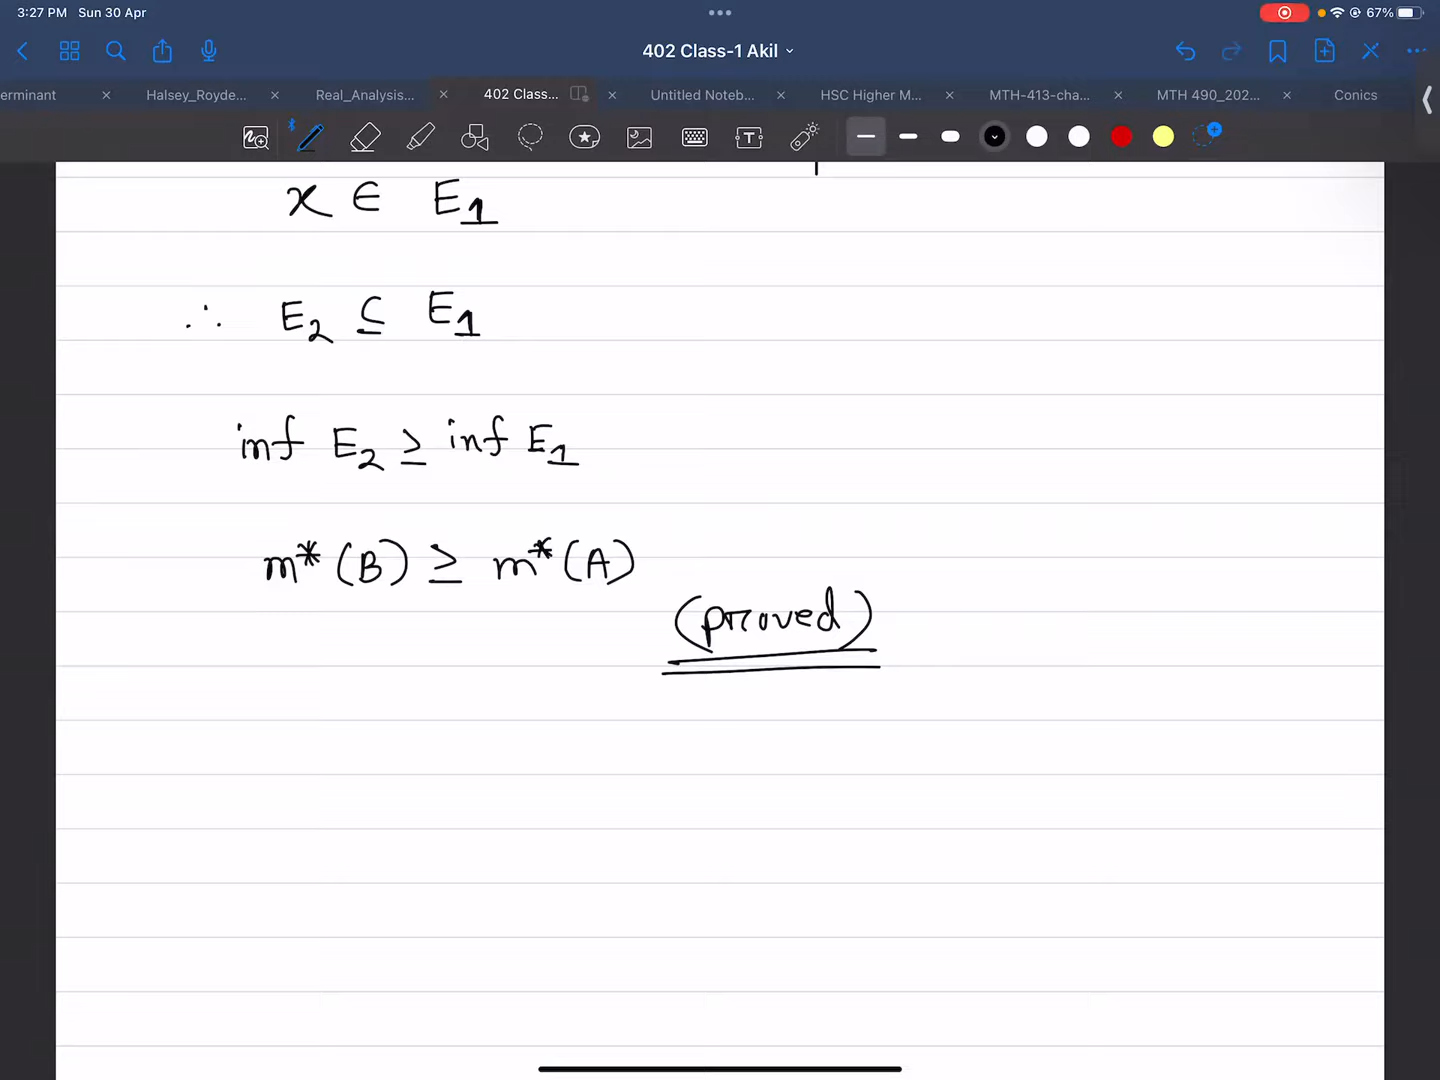 3:27 PM Sun 30 Apr
67%
402 Class-1 Akil
erminant
Halsey_Royde...
Real_Analysis...
402 Class...
Untitled Noteb...
HSC Higher M...
MTH-413-cha...
MTH 490_202...
Conics
x ∈ E₁
∴ E₂ ⊆ E₁
inf E₂ ≥ inf E₁
m*(B) ≥ m*(A)
(proved)